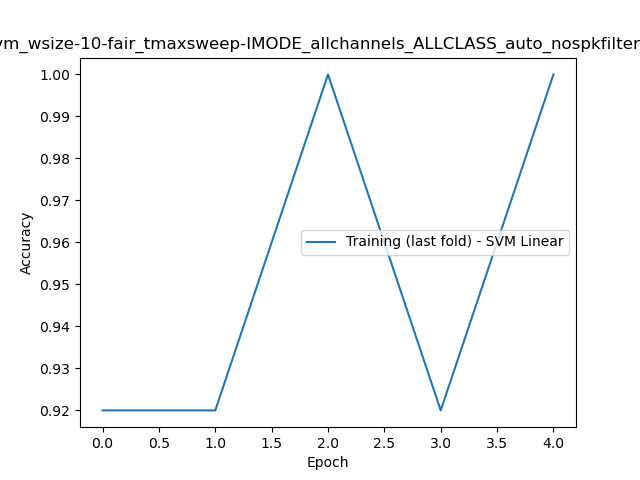 vm_wsize-10-fair_tmaxsweep-IMODE_allchannels_ALLCLASS_auto_nospkfilter_
1.00
0.99
0.98
0.97
0.96
0.95
0.94
0.93
0.92
Accuracy
Training (last fold) - SVM Linear
0.0 0.5 1.0 1.5 2.0 2.5 3.0 3.5 4.0
Epoch